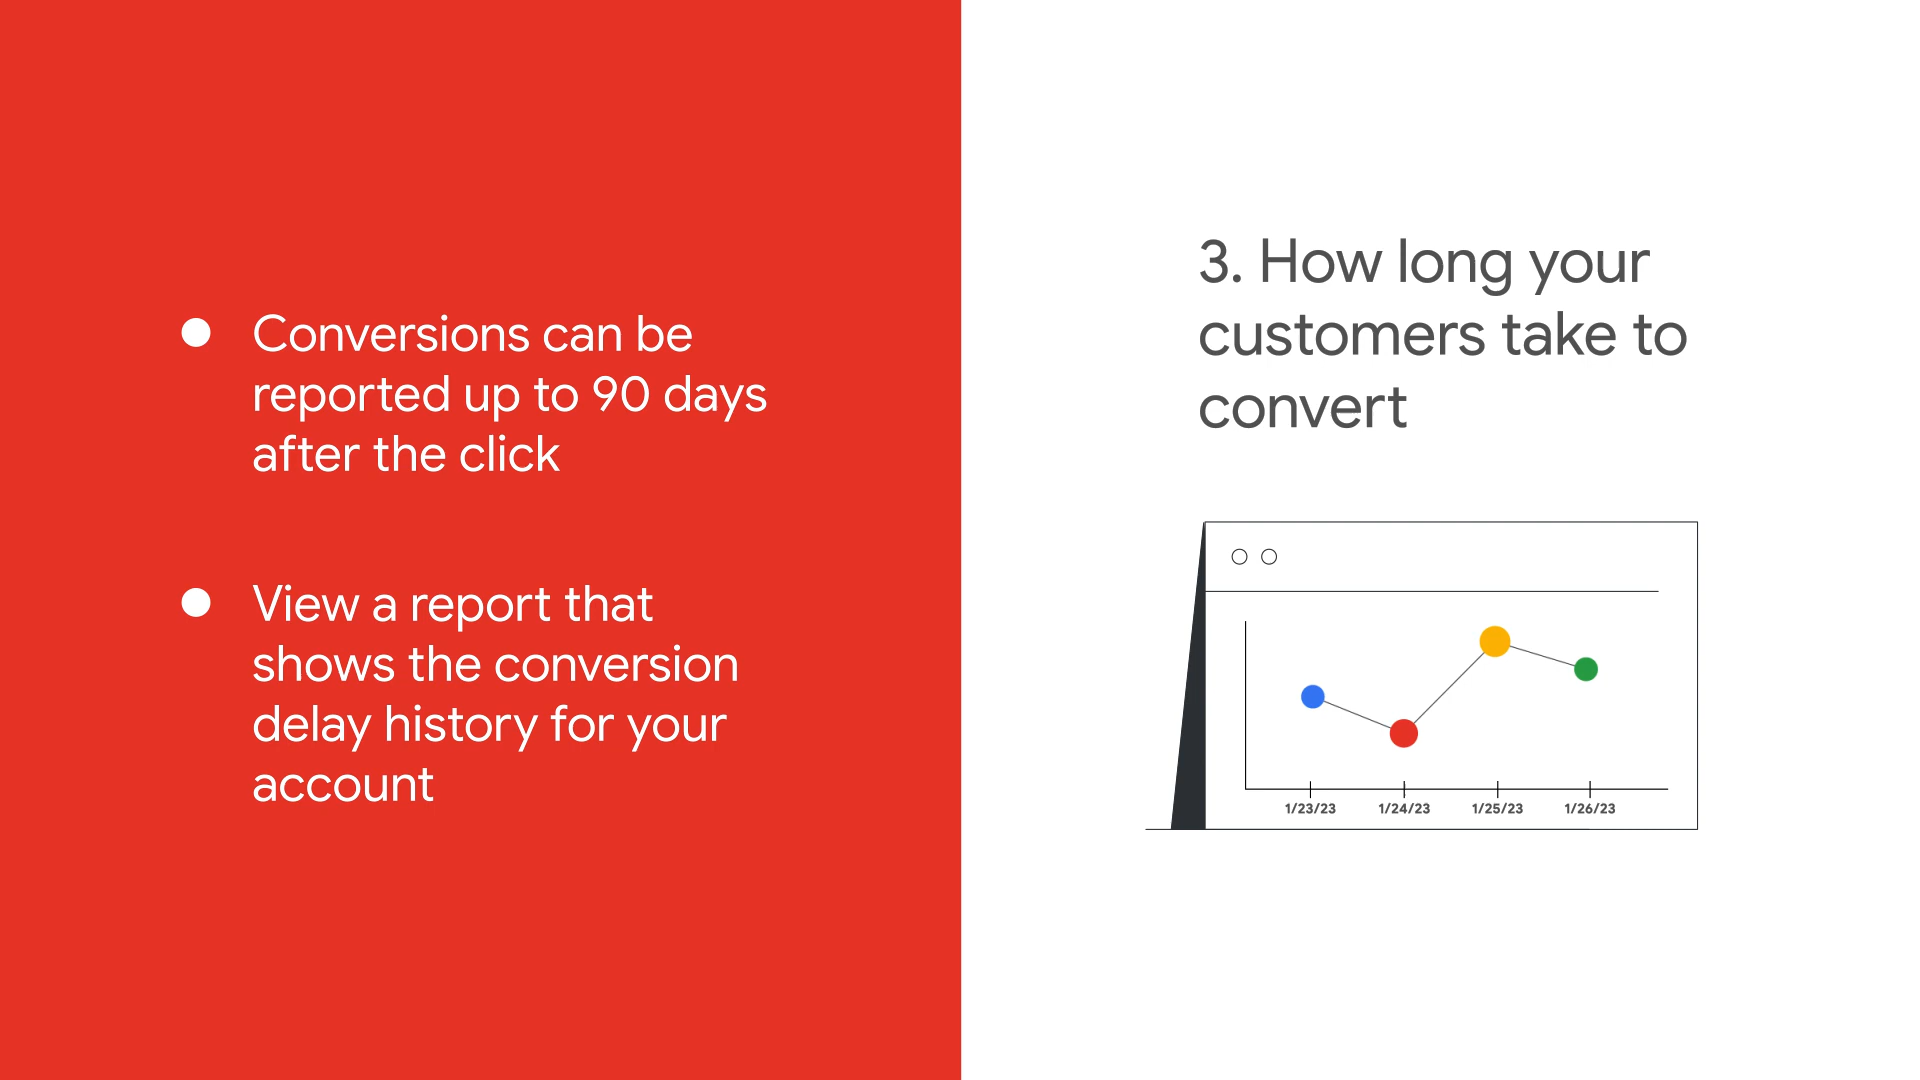 Conversions can be
reported up to 90 days
after the click
View a report that
shows the conversion
delay history for your
account
3. How long your
customers take to
convert
1/23/23 1/24/23 1/25/23 1/26/23